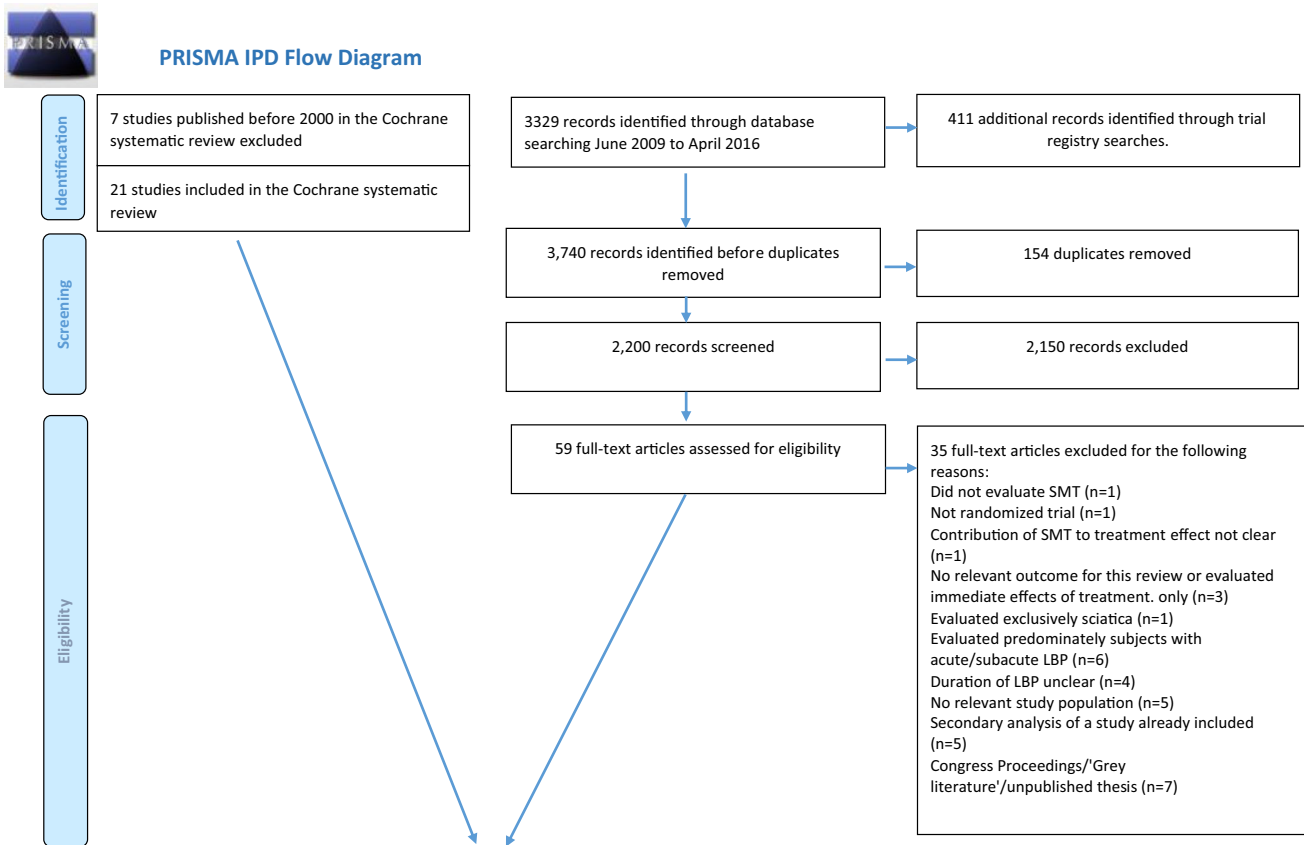 PRISMA
PRISMA IPD Flow Diagram
Identification
7 studies published before 2000 in the Cochrane
systematic review excluded
21 studies included in the Cochrane systematic
review
3329 records identified through database
searching June 2009 to April 2016
411 additional records identified through trial
registry searches.
Screening
3,740 records identified before duplicates
removed
154 duplicates removed
2,200 records screened
2,150 records excluded
Eligibility
59 full-text articles assessed for eligibility
35 full-text articles excluded for the following
reasons:
Did not evaluate SMT (n=1)
Not randomized trial (n=1)
Contribution of SMT to treatment effect not clear
(n=1)
No relevant outcome for this review or evaluated
immediate effects of treatment. only (n=3)
Evaluated exclusively sciatica (n=1)
Evaluated predominately subjects with
acute/subacute LBP (n=6)
Duration of LBP unclear (n=4)
No relevant study population (n=5)
Secondary analysis of a study already included
(n=5)
Congress Proceedings/'Grey
literature'/unpublished thesis (n=7)